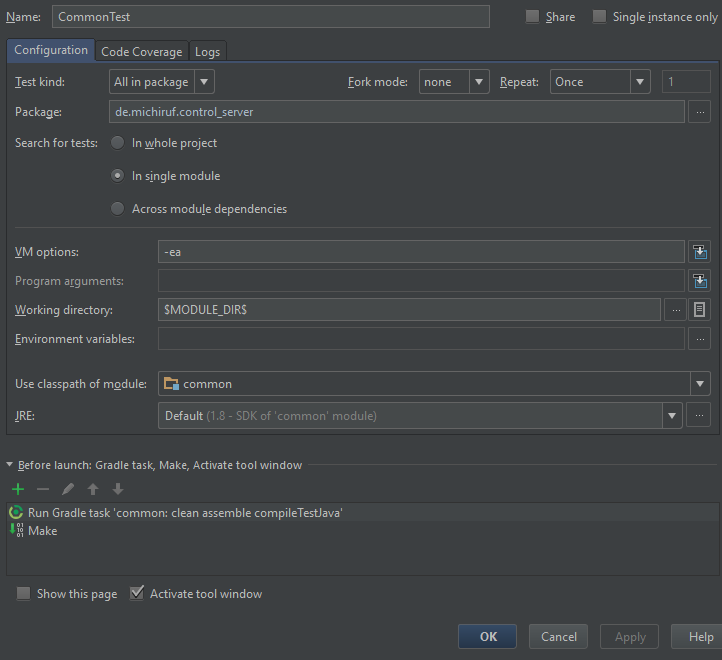 Name: CommonTest Share Single instance only
Configuration Code Coverage Logs
Test kind: All in package Fork mode: none Repeat: Once 1
Package: de.michiruf.control_server ...
Search for tests: In whole project
In single module
Across module dependencies
VM options: -ea
Program arguments:
Working directory: $MODULE_DIR$ ...
Environment variables: ...
Use classpath of module: common
JRE: Default (1.8 - SDK of 'common' module) ...
Before launch: Gradle task, Make, Activate tool window
Run Gradle task 'common: clean assemble compileTestJava'
Make
Show this page Activate tool window
OK Cancel Apply Help